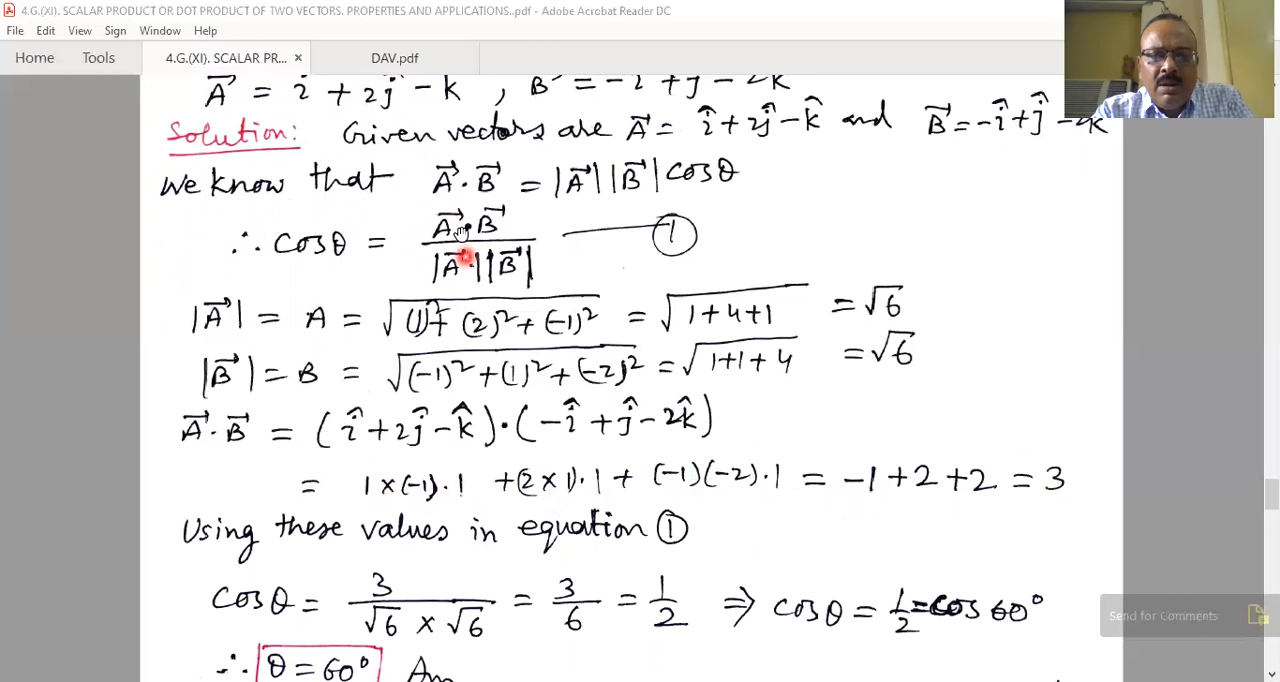 4.G.(XI). SCALAR PRODUCT OR DOT PRODUCT OF TWO VECTORS. PROPERTIES AND APPLICATIONS..pdf - Adobe Acrobat Reader DC
File Edit View Sign Window Help
Home Tools 4.G.(XI). SCALAR PR... × DAV.pdf
A⃗ = î + 2ĵ - k , B = -i + j - 2k
Solution: Given vectors are A⃗ = î + 2ĵ - k̂ and B⃗ = -î + ĵ - 2k
We know that A⃗ . B⃗ = |A⃗| |B⃗| cosθ
∴ cosθ = A⃗ . B⃗ / |A⃗| |B⃗| —— ①
|A⃗| = A = √((1)² + (2)² + (-1)²) = √(1+4+1) = √6
|B⃗| = B = √((-1)² + (1)² + (-2)²) = √(1+1+4) = √6
A⃗ . B⃗ = (î + 2ĵ - k̂) . (-î + ĵ - 2k̂)
= 1 × (-1) . 1 + (2 × 1) . 1 + (-1)(-2) . 1 = -1 + 2 + 2 = 3
Using these values in equation ①
cosθ = 3 / √6 × √6 = 3/6 = 1/2 ⇒ cosθ = 1/2 = cos 60°
∴ θ = 60° An
Send for Comments